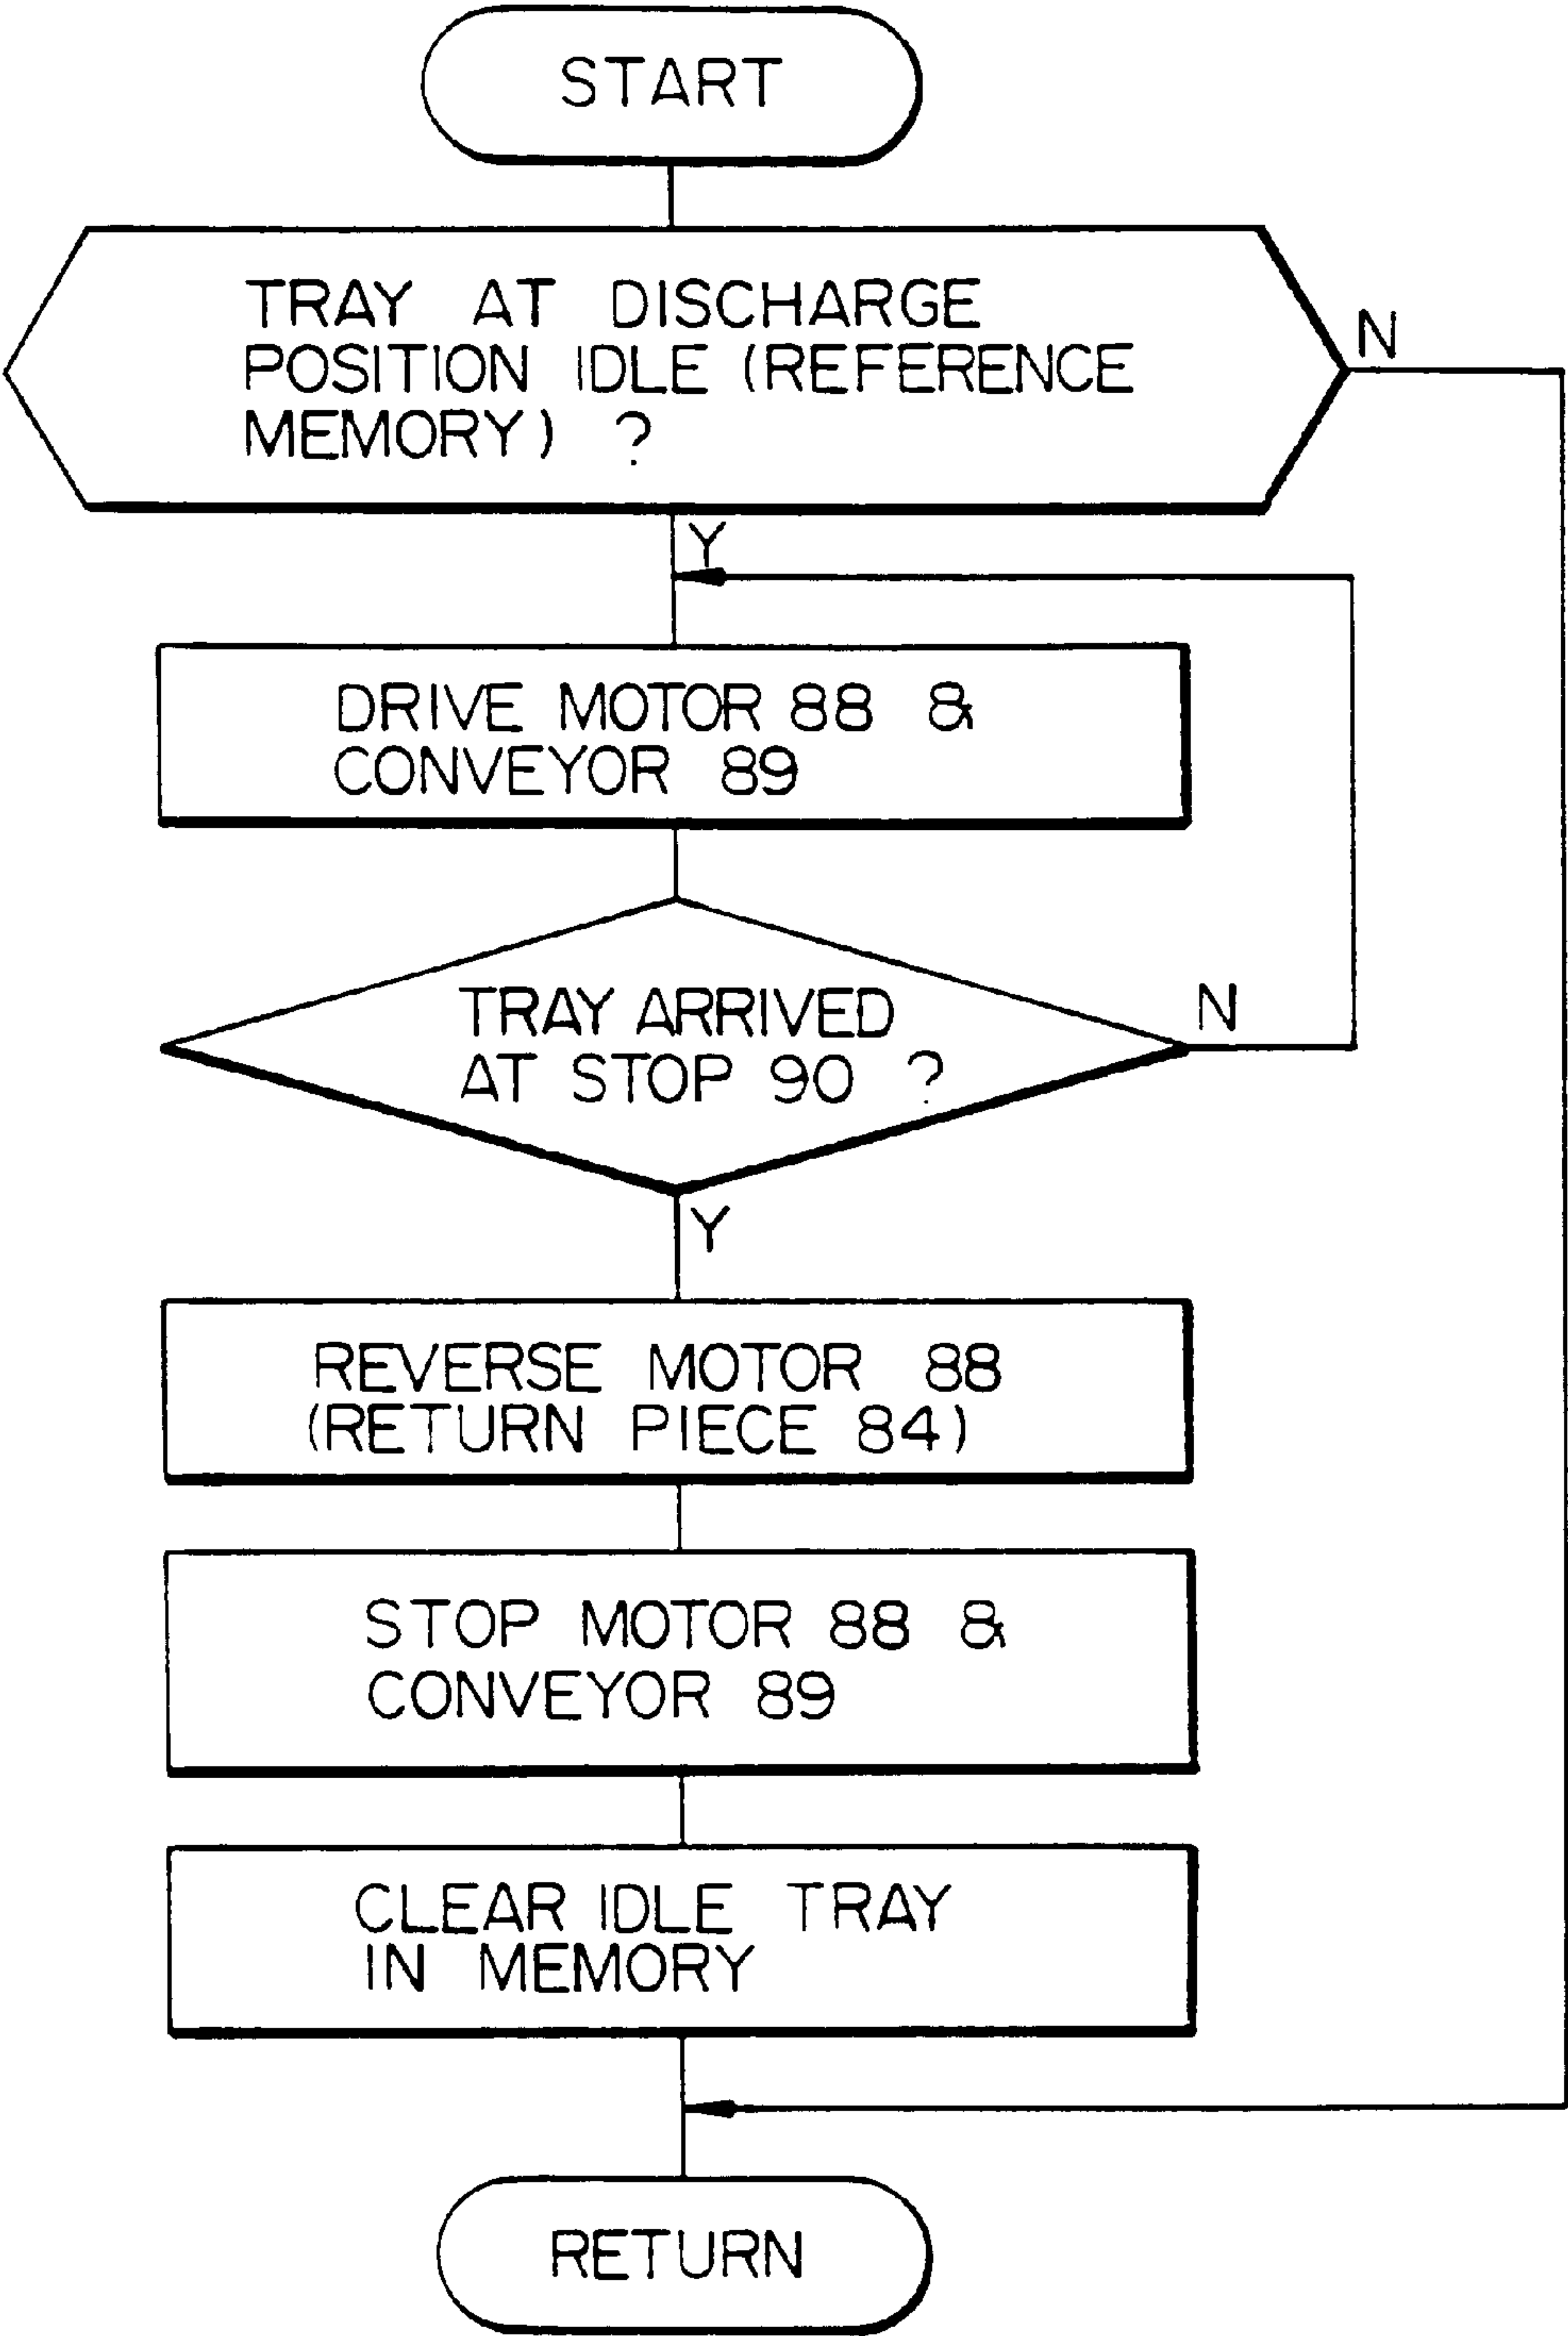 START
TRAY AT DISCHARGE
POSITION IDLE (REFERENCE
MEMORY) ?
N
Y
DRIVE MOTOR 88 &
CONVEYOR 89
TRAY ARRIVED
AT STOP 90 ?
N
Y
REVERSE MOTOR 88
(RETURN PIECE 84)
STOP MOTOR 88 &
CONVEYOR 89
CLEAR IDLE TRAY
IN MEMORY
RETURN